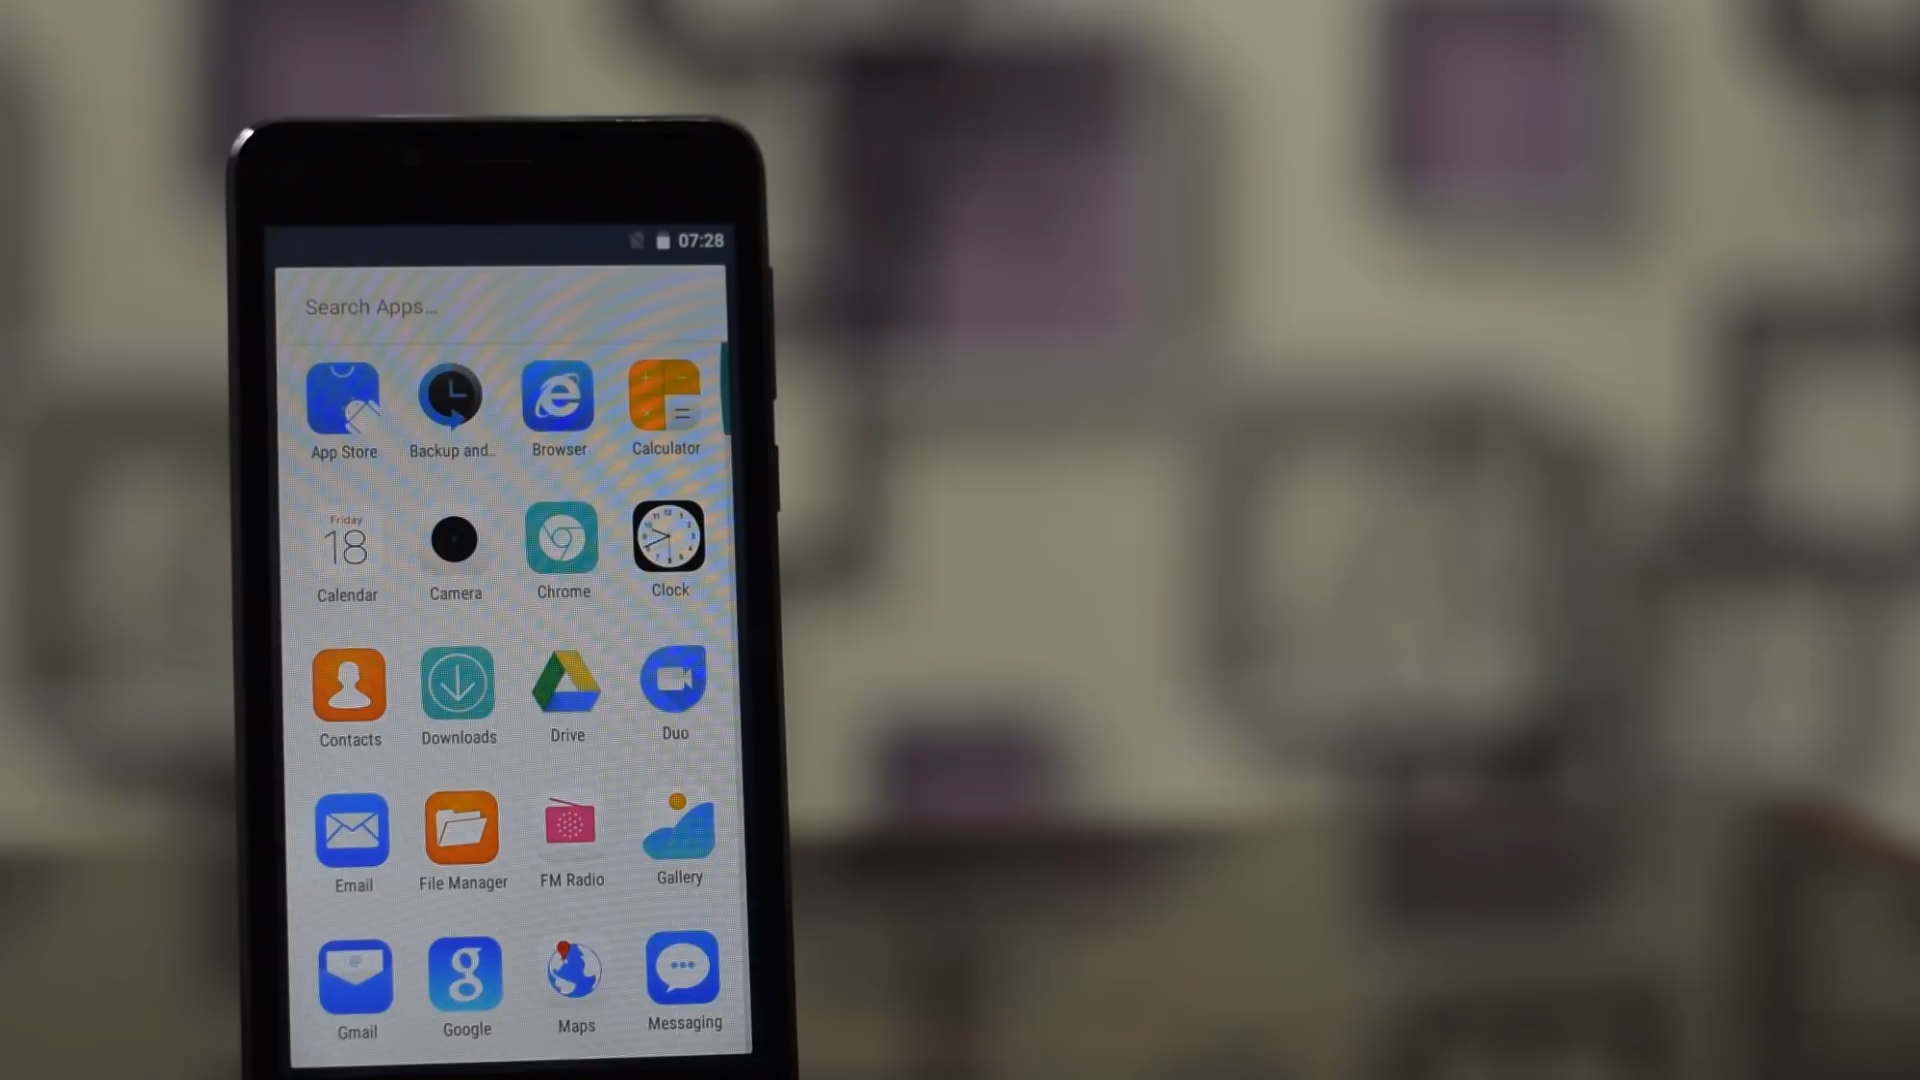 07:28
Search Apps...
App Store
Backup and..
Browser
Calculator
Friday
18
Calendar
Camera
Chrome
Clock
Contacts
Downloads
Drive
Duo
Email
File Manager
FM Radio
Gallery
Gmail
Google
Maps
Messaging